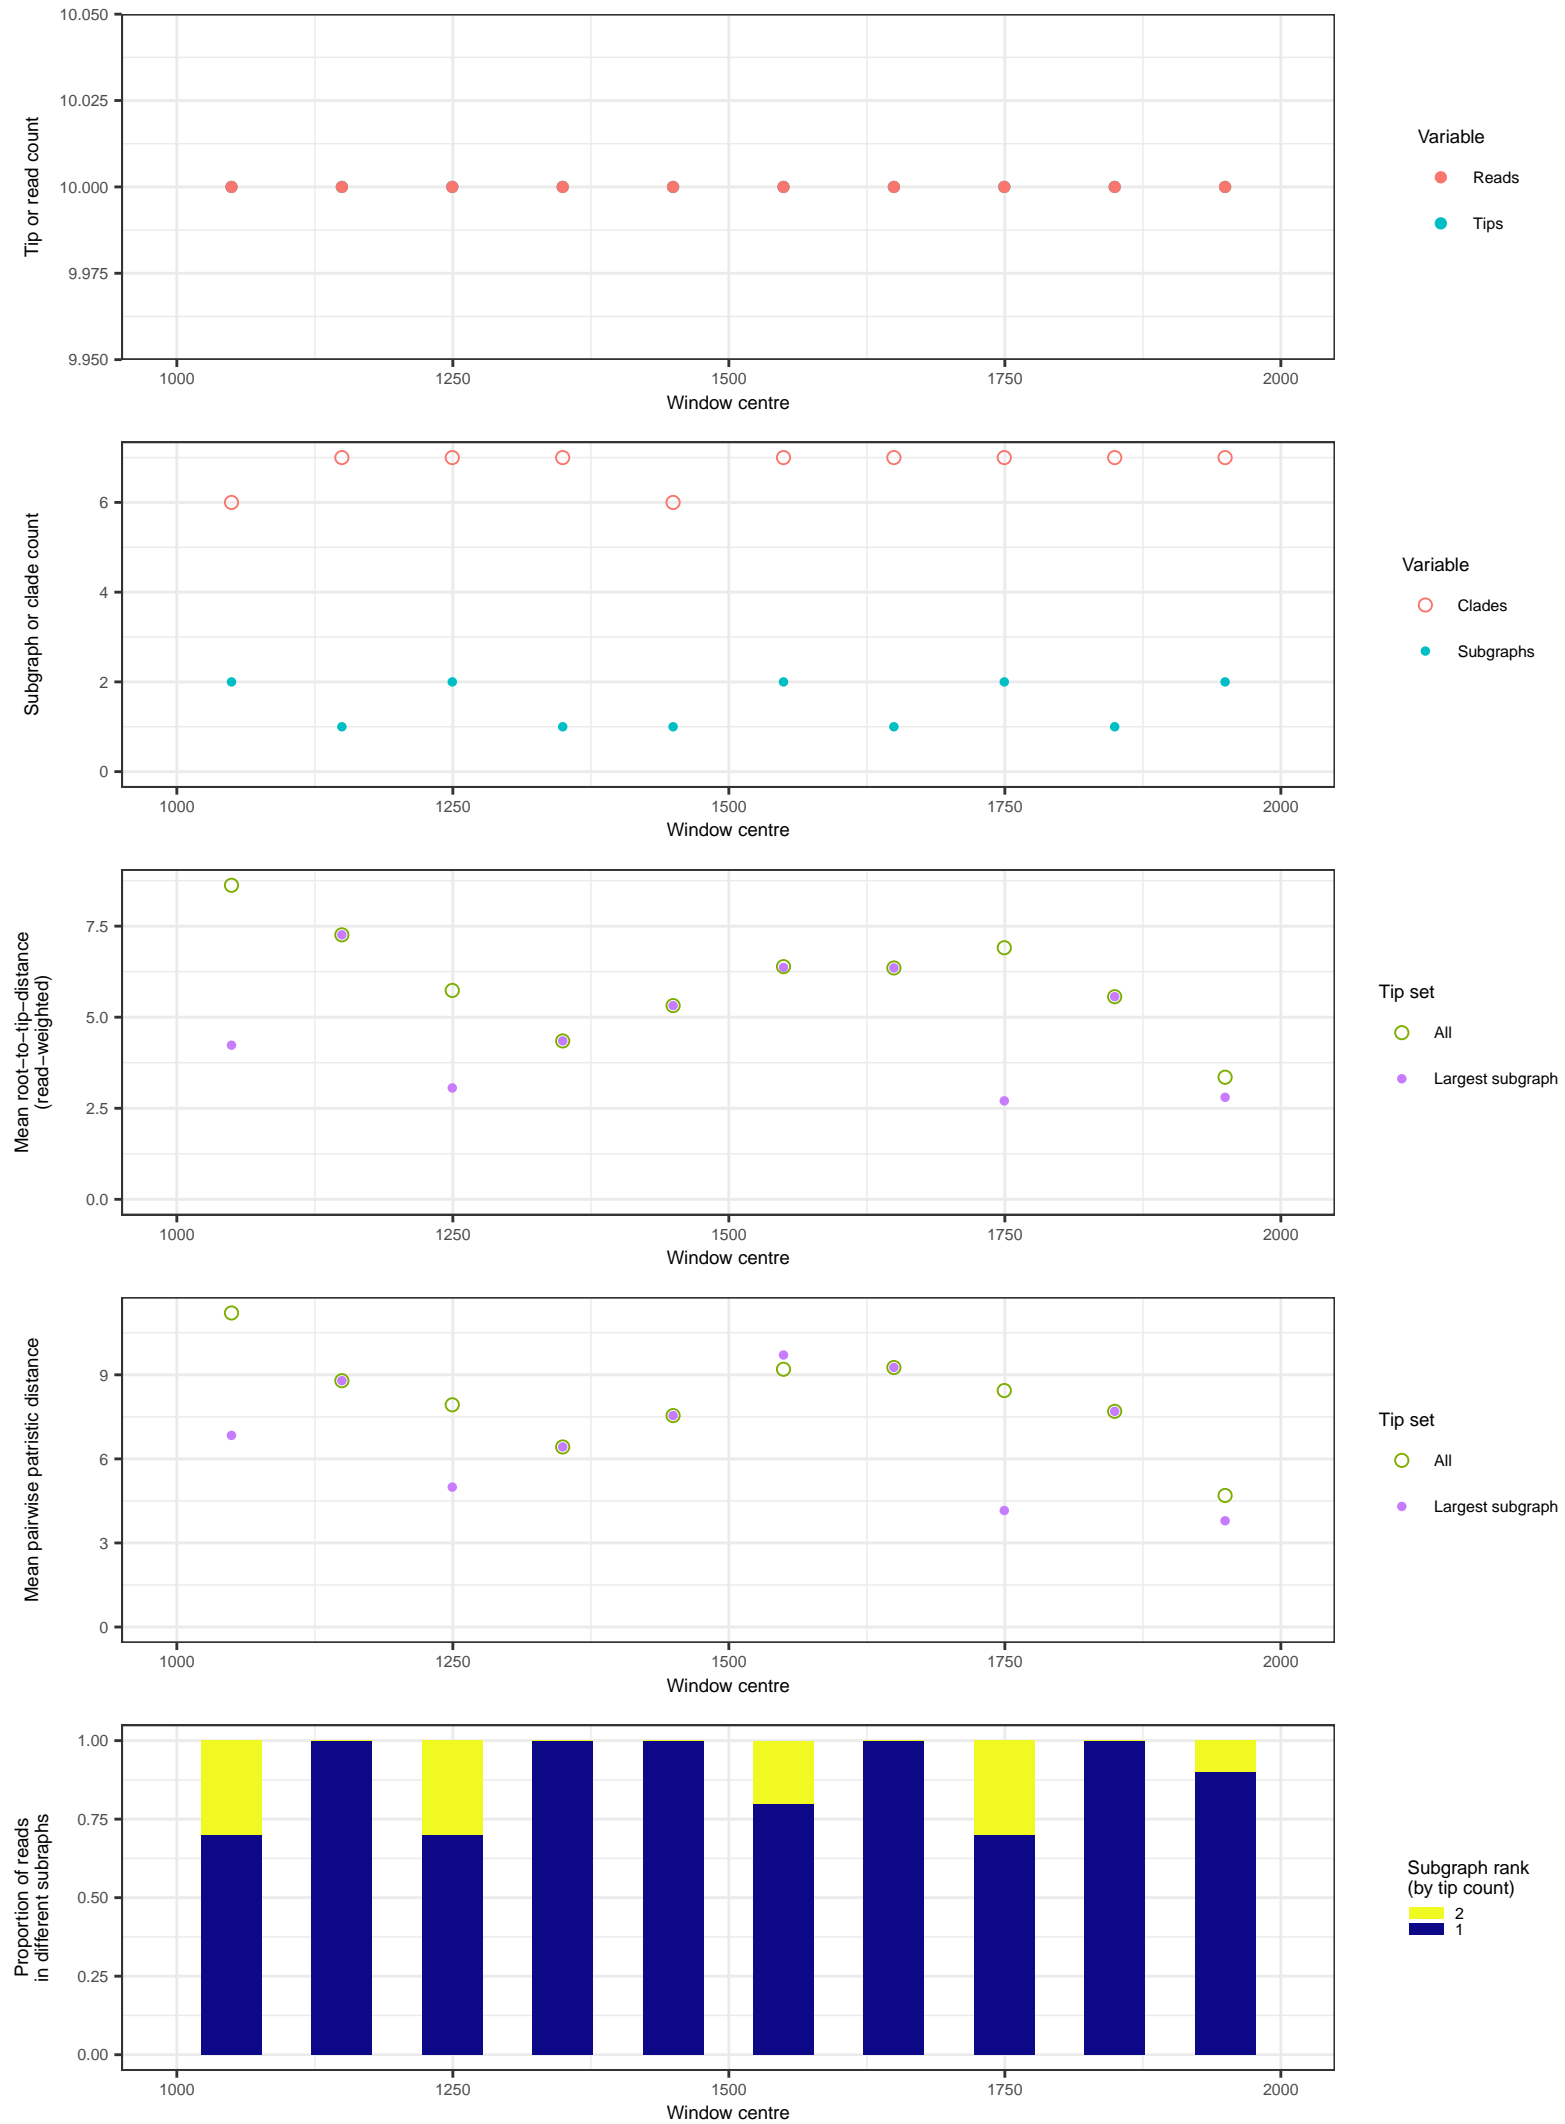 10.050
10.025
10.000
9.975
9.950
Tip or read count
1000 1250 1500 1750 2000
Window centre
Variable
Reads
Tips
6
4
2
0
Subgraph or clade count
1000 1250 1500 1750 2000
Window centre
Variable
Clades
Subgraphs
7.5
5.0
2.5
0.0
Mean root−to−tip−distance
(read−weighted)
1000 1250 1500 1750 2000
Window centre
Tip set
All
Largest subgraph
9
6
3
0
Mean pairwise patristic distance
1000 1250 1500 1750 2000
Window centre
Tip set
All
Largest subgraph
1.00
0.75
0.50
0.25
0.00
Proportion of reads
in different subraphs
1000 1250 1500 1750 2000
Window centre
Subgraph rank
(by tip count)
2
1